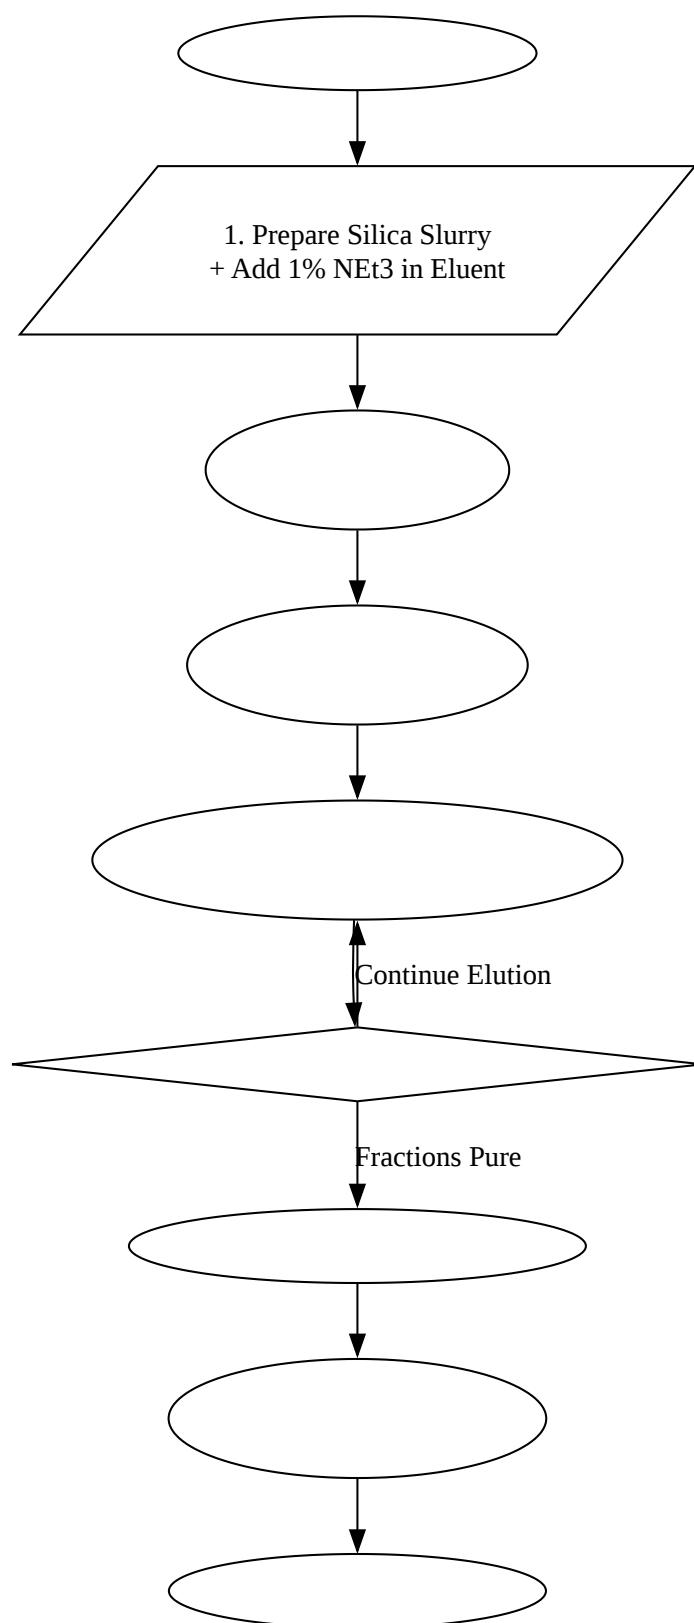 1. Prepare Silica Slurry
+ Add 1% NEt3 in Eluent
Continue Elution
Fractions Pure